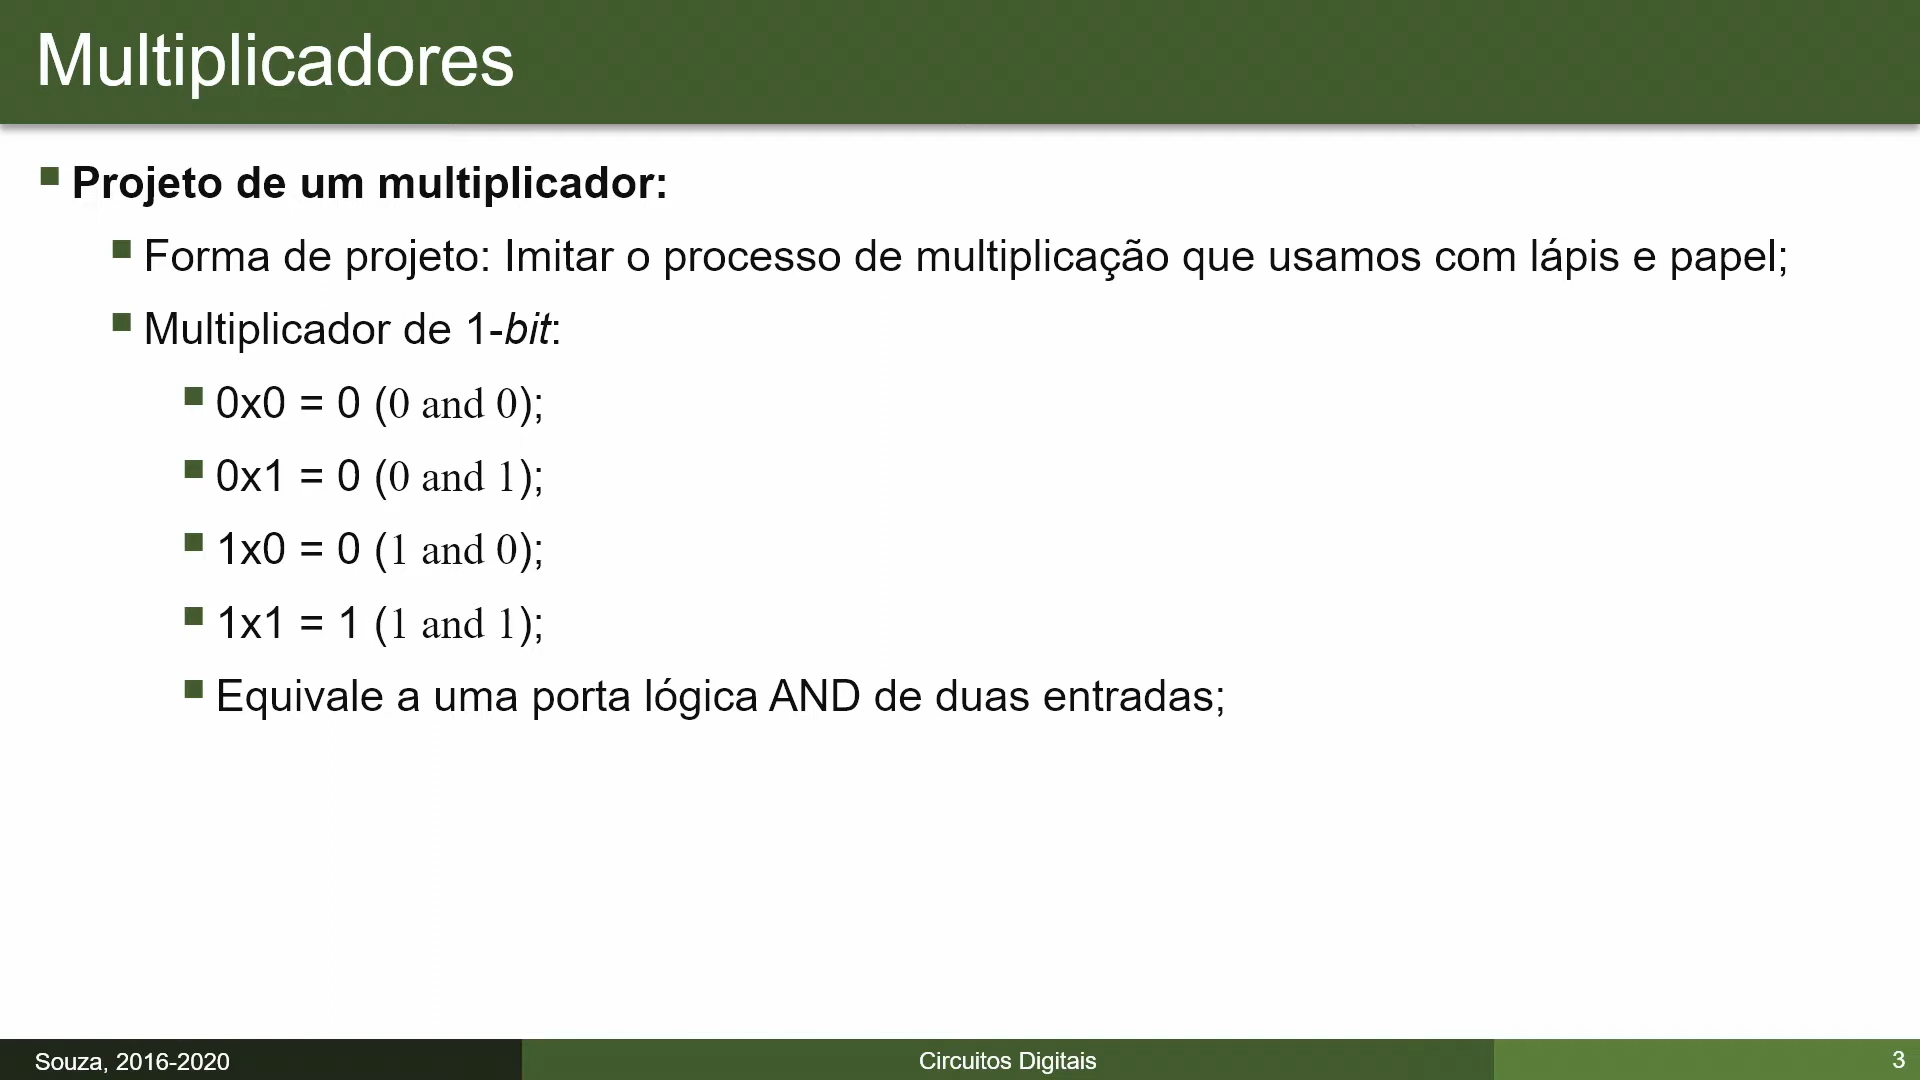 Multiplicadores
Projeto de um multiplicador:
Forma de projeto: Imitar o processo de multiplicação que usamos com lápis e papel;
Multiplicador de 1-bit:
0x0 = 0 (0 and 0);
0x1 = 0 (0 and 1);
1x0 = 0 (1 and 0);
1x1 = 1 (1 and 1);
Equivale a uma porta lógica AND de duas entradas;
Souza, 2016-2020
Circuitos Digitais
3